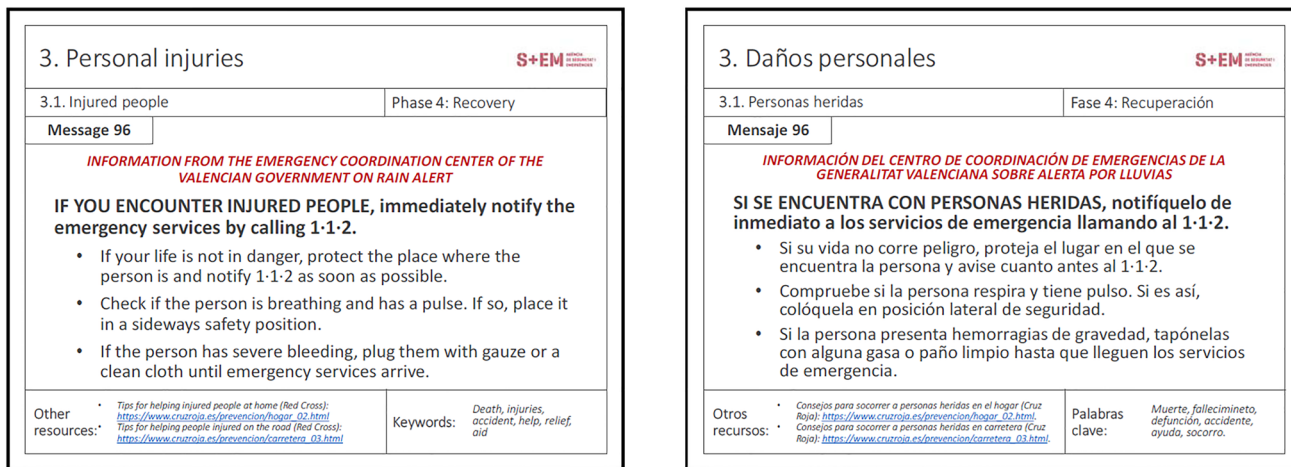 3. Personal injuries
S+EM
3.1. Injured people
Phase 4: Recovery
Message 96
INFORMATION FROM THE EMERGENCY COORDINATION CENTER OF THE
VALENCIAN GOVERNMENT ON RAIN ALERT
IF YOU ENCOUNTER INJURED PEOPLE, immediately notify the
emergency services by calling 1·1·2.
• If your life is not in danger, protect the place where the
person is and notify 1·1·2 as soon as possible.
• Check if the person is breathing and has a pulse. If so, place it
in a sideways safety position.
• If the person has severe bleeding, plug them with gauze or a
clean cloth until emergency services arrive.
Other
resources:
• Tips for helping injured people at home (Red Cross):
https://www.cruzroja.es/prevencion/hogar_02.html
• Tips for helping people injured on the road (Red Cross):
https://www.cruzroja.es/prevencion/carretera_03.html
Keywords:
Death, injuries,
accident, help, relief,
aid
3. Daños personales
S+EM
3.1. Personas heridas
Fase 4: Recuperación
Mensaje 96
INFORMACIÓN DEL CENTRO DE COORDINACIÓN DE EMERGENCIAS DE LA
GENERALITAT VALENCIANA SOBRE ALERTA POR LLUVIAS
SI SE ENCUENTRA CON PERSONAS HERIDAS, notifíquelo de
inmediato a los servicios de emergencia llamando al 1·1·2.
• Si su vida no corre peligro, proteja el lugar en el que se
encuentra la persona y avise cuanto antes al 1·1·2.
• Compruebe si la persona respira y tiene pulso. Si es así,
colóquela en posición lateral de seguridad.
• Si la persona presenta hemorragias de gravedad, tapónelas
con alguna gasa o paño limpio hasta que lleguen los servicios
de emergencia.
Otros
recursos:
• Consejos para socorrer a personas heridas en el hogar (Cruz
Roja): https://www.cruzroja.es/prevencion/hogar_02.html.
• Consejos para socorrer a personas heridas en carretera (Cruz
Roja): https://www.cruzroja.es/prevencion/carretera_03.html.
Palabras
clave:
Muerte, fallecimineto,
defunción, accidente,
ayuda, socorro.